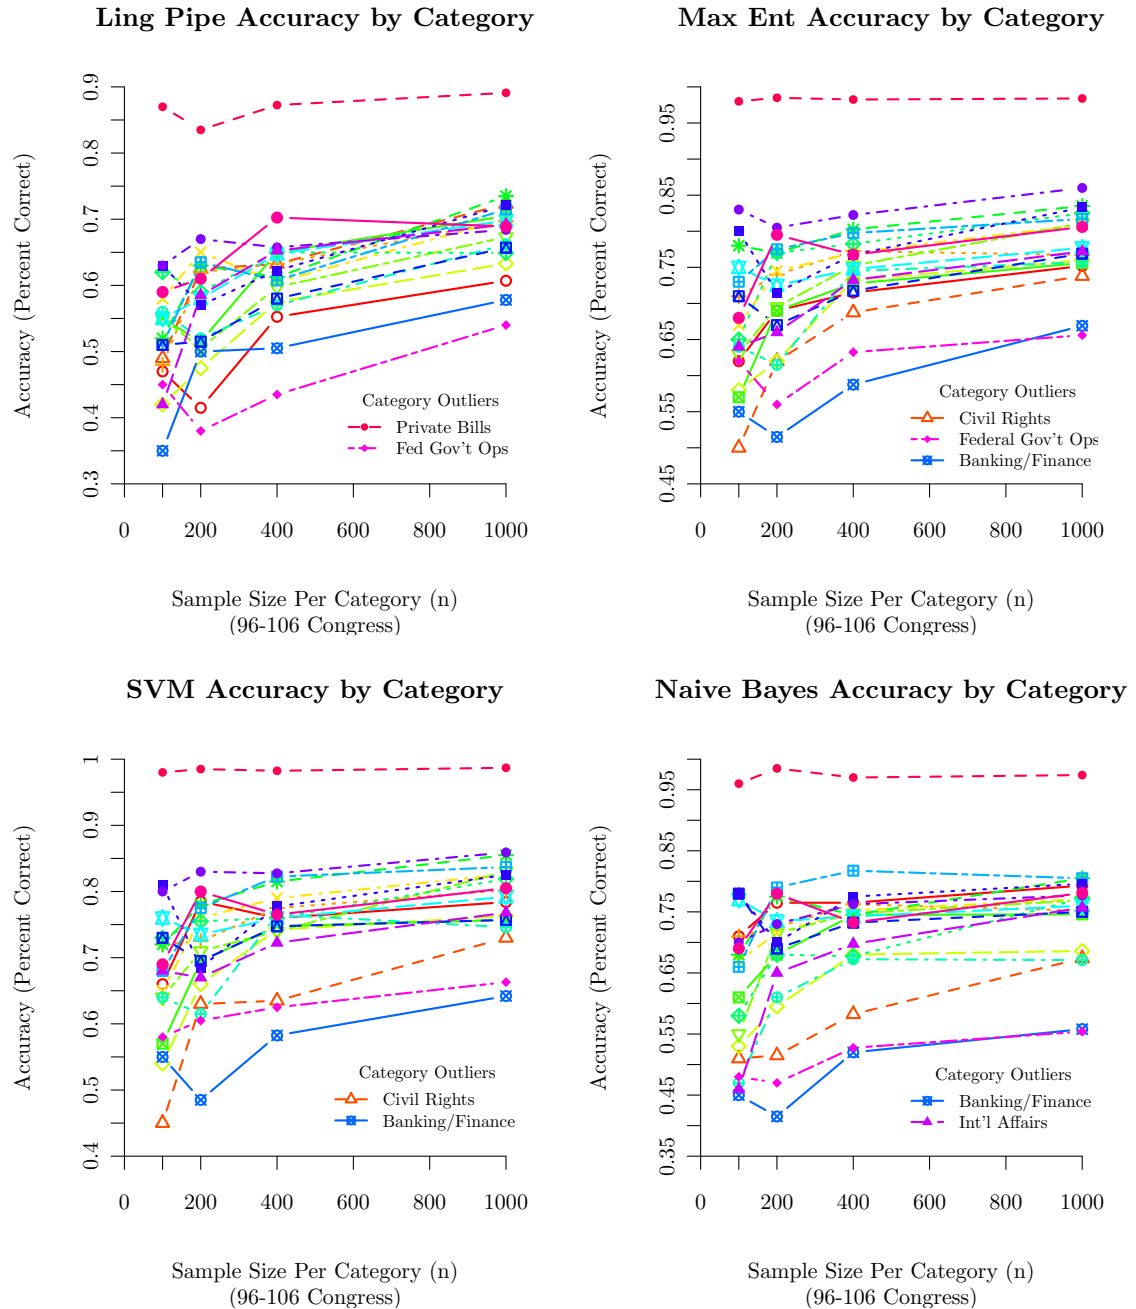 Ling Pipe Accuracy by Category
Accuracy (Percent Correct)
0.9
0.8
0.7
0.6
0.5
0.4
0.3
Category Outliers
Private Bills
Fed Gov't Ops
0 200 400 600 800 1000
Sample Size Per Category (n)
(96-106 Congress)
Max Ent Accuracy by Category
Accuracy (Percent Correct)
0.95
0.85
0.75
0.65
0.55
0.45
Category Outliers
Civil Rights
Federal Gov't Ops
Banking/Finance
0 200 400 600 800 1000
Sample Size Per Category (n)
(96-106 Congress)
SVM Accuracy by Category
Accuracy (Percent Correct)
1
0.9
0.8
0.7
0.6
0.5
0.4
Category Outliers
Civil Rights
Banking/Finance
0 200 400 600 800 1000
Sample Size Per Category (n)
(96-106 Congress)
Naive Bayes Accuracy by Category
Accuracy (Percent Correct)
0.95
0.85
0.75
0.65
0.55
0.45
0.35
Category Outliers
Banking/Finance
Int'l Affairs
0 200 400 600 800 1000
Sample Size Per Category (n)
(96-106 Congress)